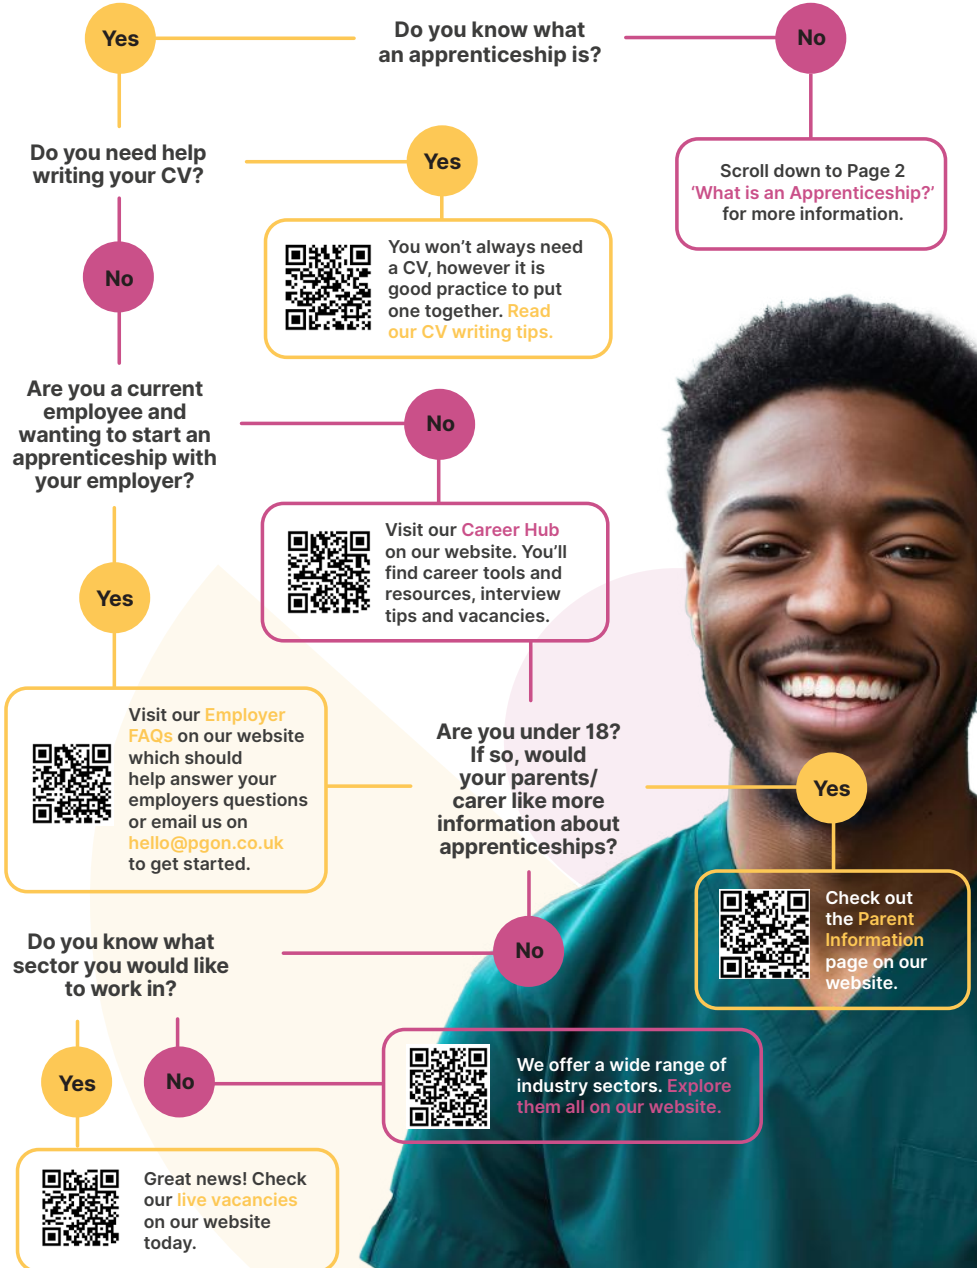 Yes
Do you know what
an apprenticeship is?
No
Do you need help
writing your CV?
Yes
Scroll down to Page 2
‘What is an Apprenticeship?’
for more information.
No
You won’t always need
a CV, however it is
good practice to put
one together. Read
our CV writing tips.
Are you a current
employee and
wanting to start an
apprenticeship with
your employer?
No
Visit our Career Hub
on our website. You’ll
find career tools and
resources, interview
tips and vacancies.
Yes
Visit our Employer
FAQs on our website
which should
help answer your
employers questions
or email us on
hello@pgon.co.uk
to get started.
Are you under 18?
If so, would
your parents/
carer like more
information about
apprenticeships?
Yes
Check out
the Parent
Information
page on our
website.
No
Do you know what
sector you would like
to work in?
Yes
No
We offer a wide range of
industry sectors. Explore
them all on our website.
Great news! Check
our live vacancies
on our website
today.